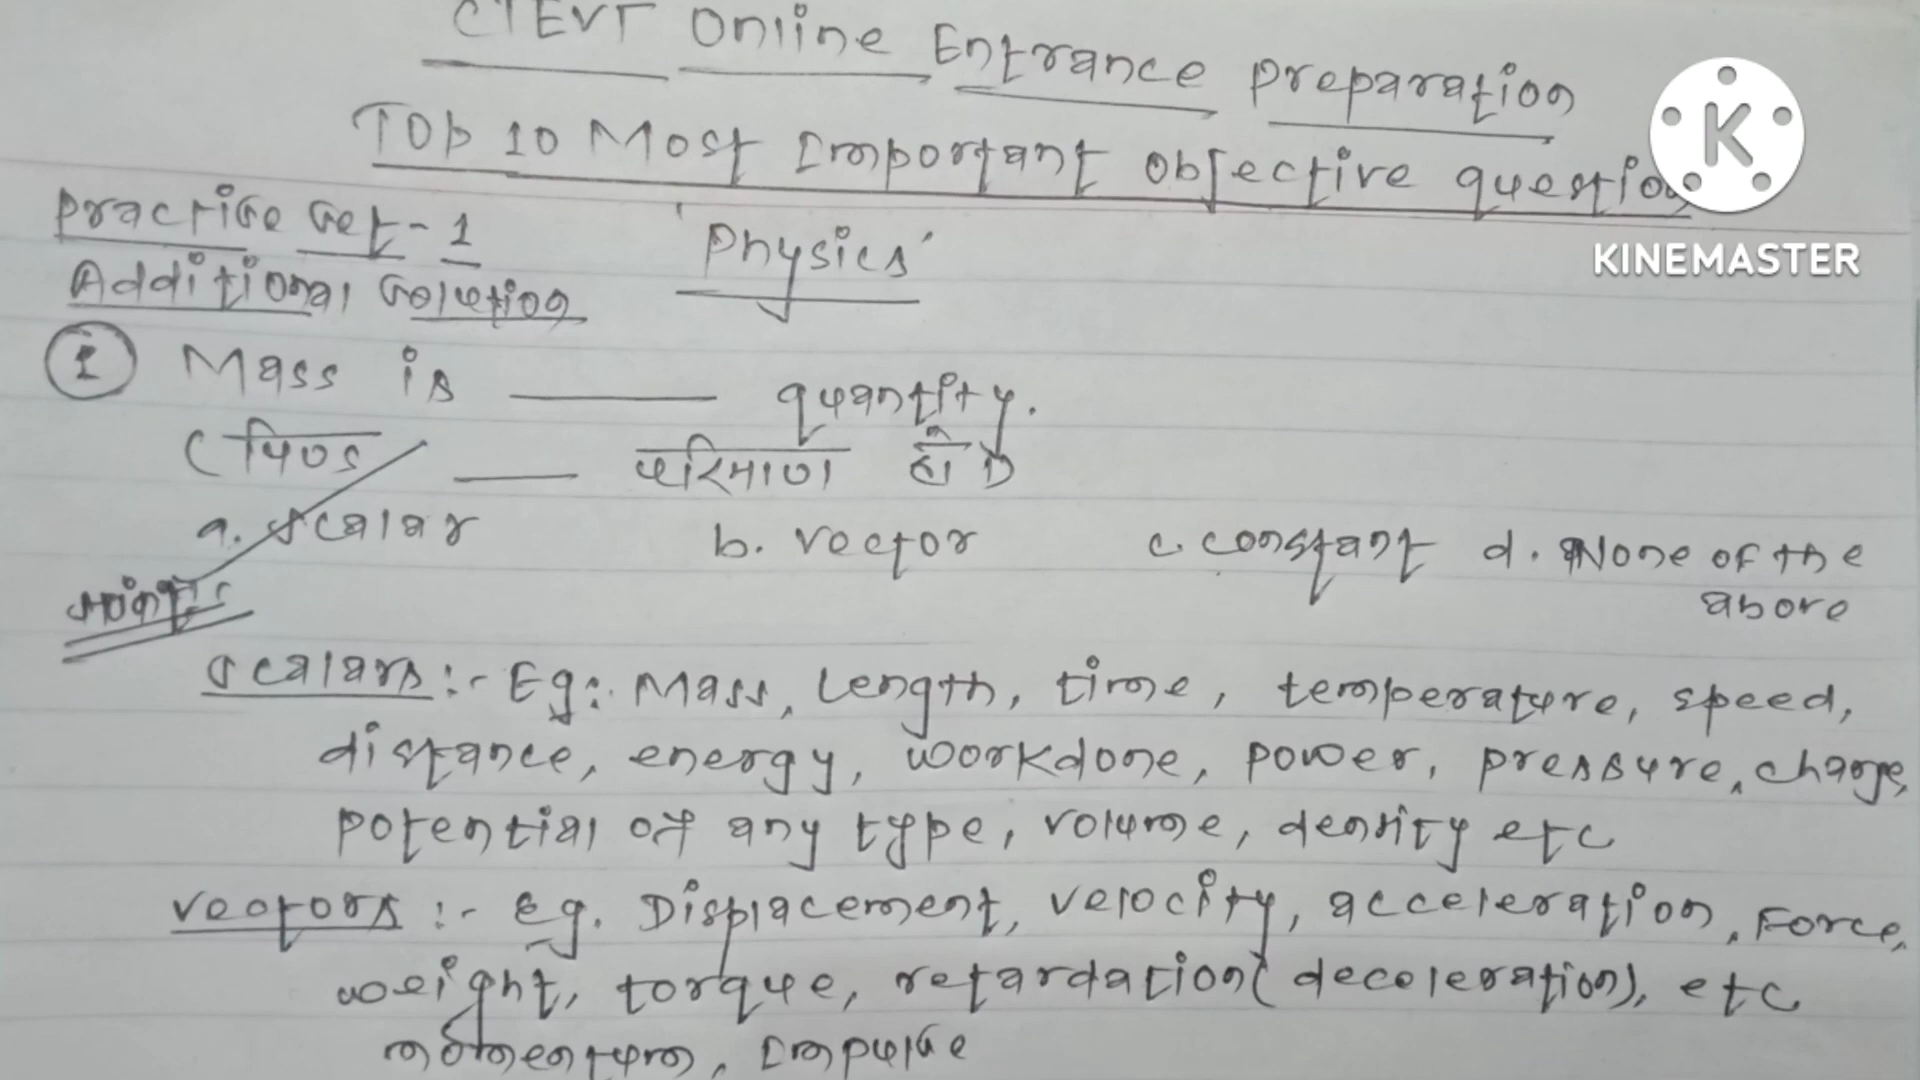 CTEVT Online Entrance preparation
TOP 10 Most Important objective question
Practice Set-1
'Physics'
Additional Solution
1 Mass is ______ quantity.
( पिण्ड ____ परिमाण हो )
a. scalar b. vector c. constant d. None of the
above
Scalars:- Eg: Mass, Length, time, temperature, speed,
distance, energy, workdone, power, pressure, charge,
potential of any type, volume, density etc
vectors:- eg. Displacement, velocity, acceleration, Force,
weight, torque, retardation (decoleration), etc
momentum, Impulse
K
KINEMASTER